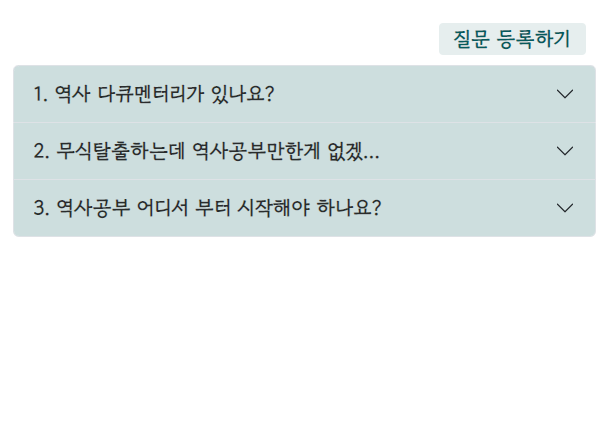 질문 등록하기
1. 역사 다큐멘터리가 있나요?
2. 무식탈출하는데 역사공부만한게 없겠...
3. 역사공부 어디서 부터 시작해야 하나요?